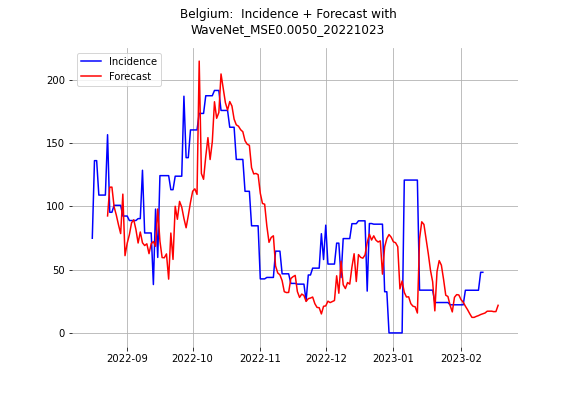 Belgium:  Incidence + Forecast with
WaveNet_MSE0.0050_20221023
Incidence
Forecast
200
150
100
50
0
2022-09 2022-10 2022-11 2022-12 2023-01 2023-02